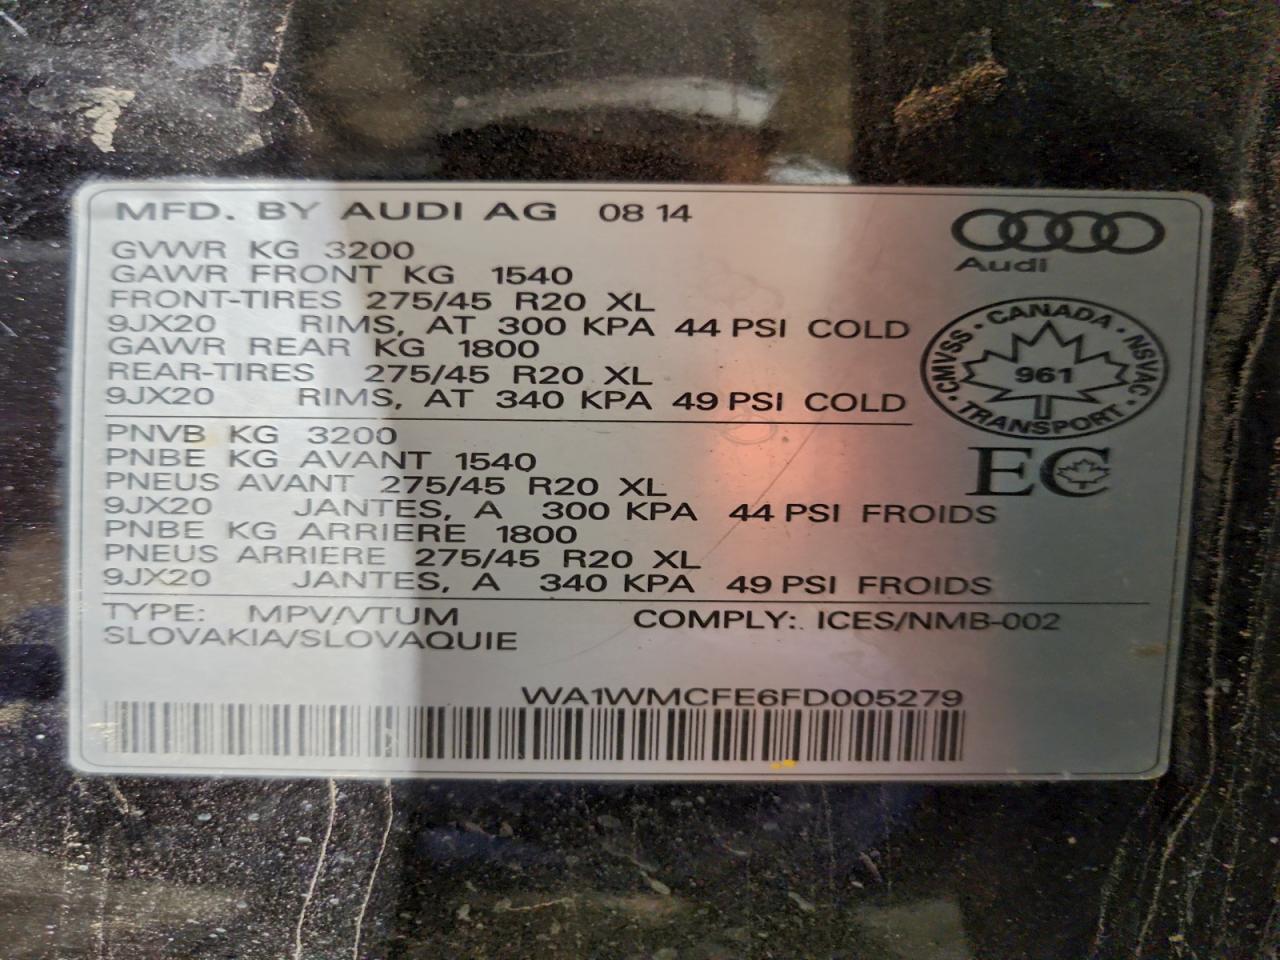 MFD. BY AUDI AG 08 14
GVWR KG 3200
GAWR FRONT KG 1540
FRONT-TIRES 275/45 R20 XL
9JX20 RIMS, AT 300 KPA 44 PSI COLD
GAWR REAR KG 1800
REAR-TIRES 275/45 R20 XL
9JX20 RIMS, AT 340 KPA 49 PSI COLD
Audi
CANADA
CMVSS • NSVAC
961
TRANSPORT
EC
PNVB KG 3200
PNBE KG AVANT 1540
PNEUS AVANT 275/45 R20 XL
9JX20 JANTES, A 300 KPA 44 PSI FROIDS
PNBE KG ARRIERE 1800
PNEUS ARRIERE 275/45 R20 XL
9JX20 JANTES, A 340 KPA 49 PSI FROIDS
TYPE: MPV/VTUM COMPLY: ICES/NMB-002
SLOVAKIA/SLOVAQUIE
WA1WMCFE6FD005279